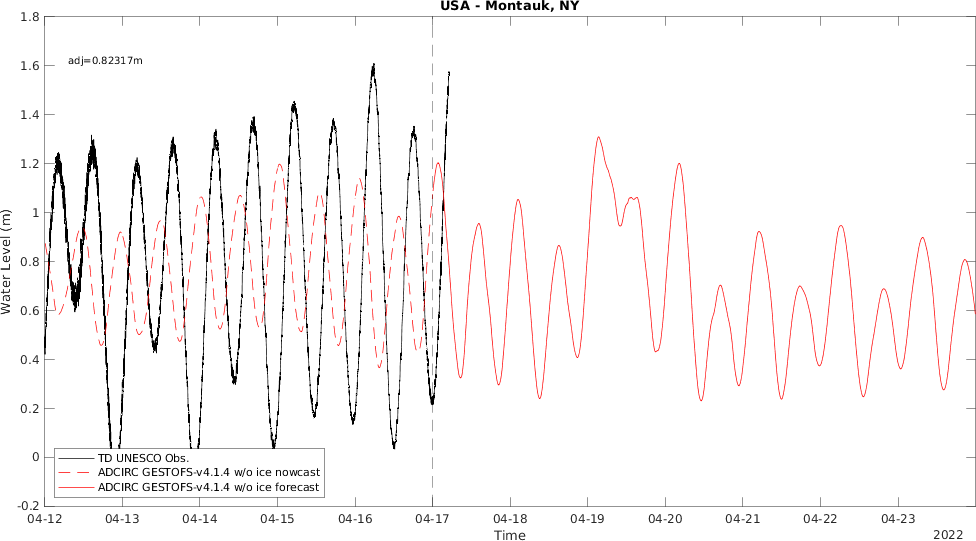 USA - Montauk, NY
1.8
1.6
1.4
1.2
1
0.8
0.6
0.4
0.2
0
-0.2
Water Level (m)
adj=0.82317m
TD UNESCO Obs.
ADCIRC GESTOFS-v4.1.4 w/o ice nowcast
ADCIRC GESTOFS-v4.1.4 w/o ice forecast
04-12 04-13 04-14 04-15 04-16 04-17 04-18 04-19 04-20 04-21 04-22 04-23
Time
2022